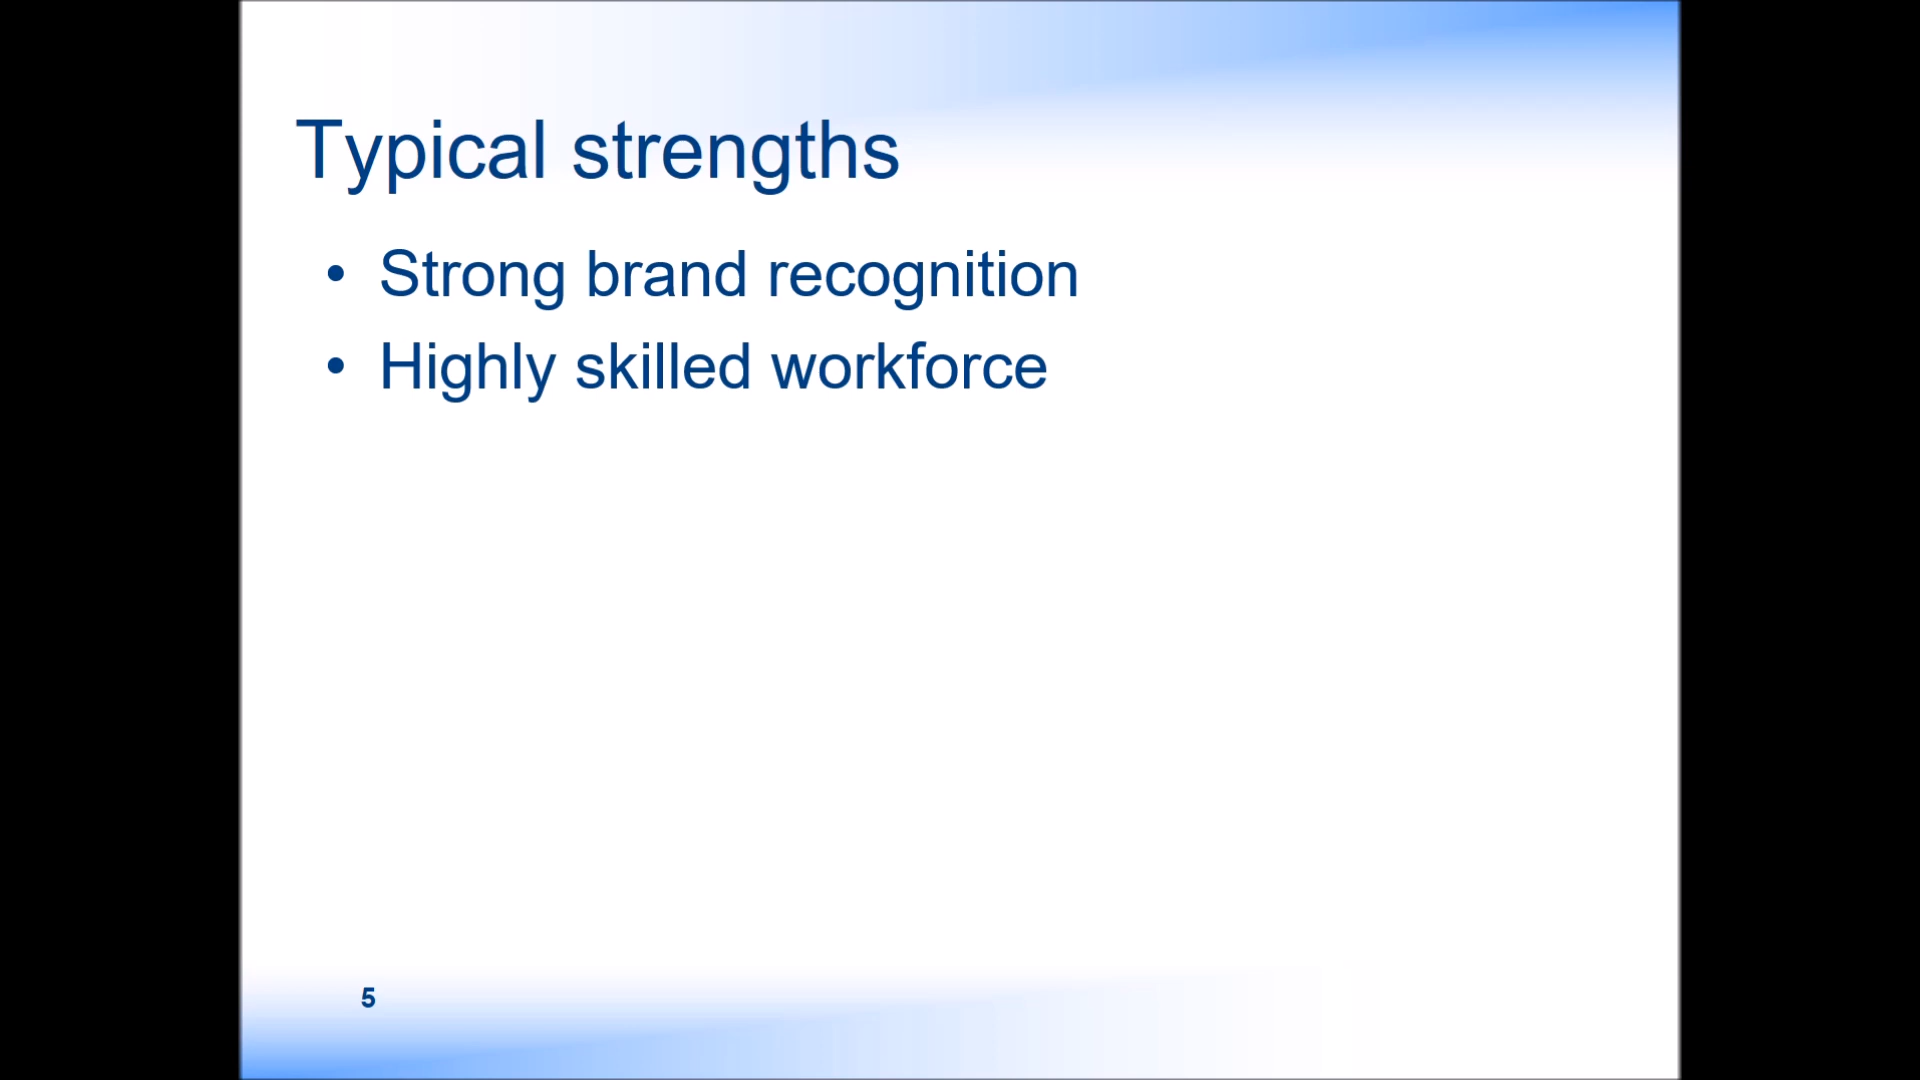 Typical strengths
• Strong brand recognition
• Highly skilled workforce
5